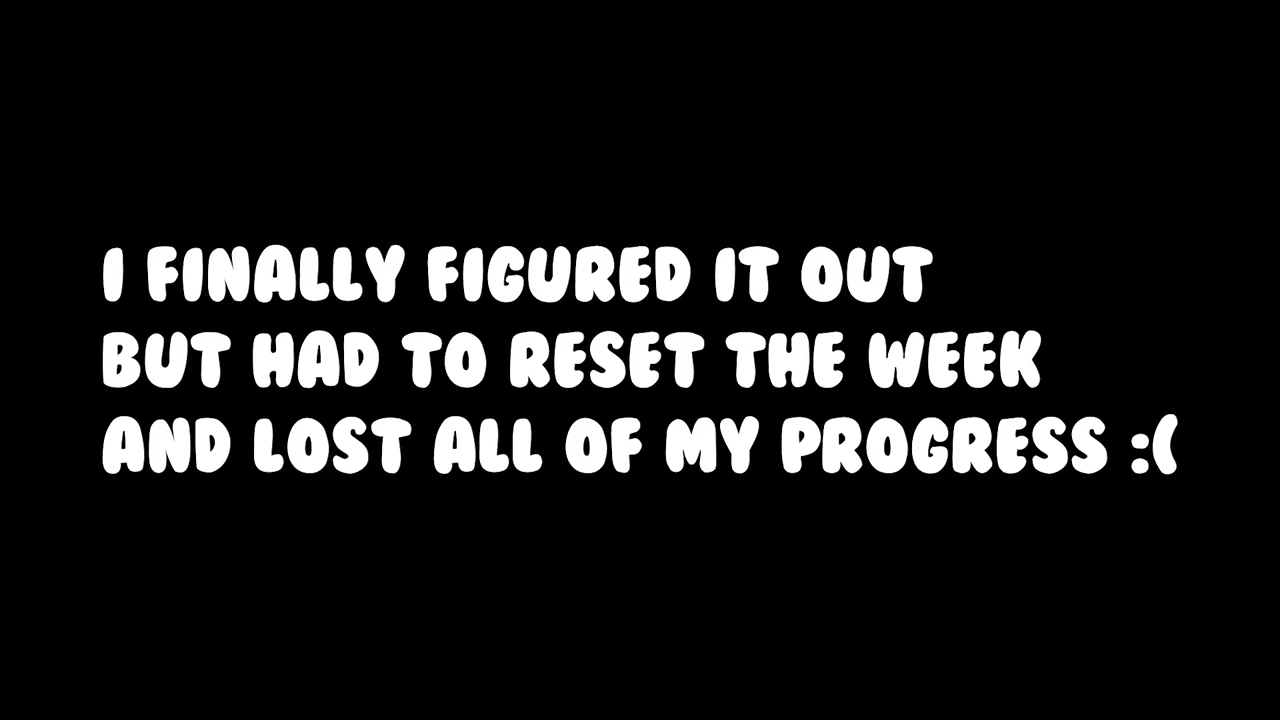 I FINALLY FIGURED IT OUT
BUT HAD TO RESET THE WEEK
AND LOST ALL OF MY PROGRESS :(